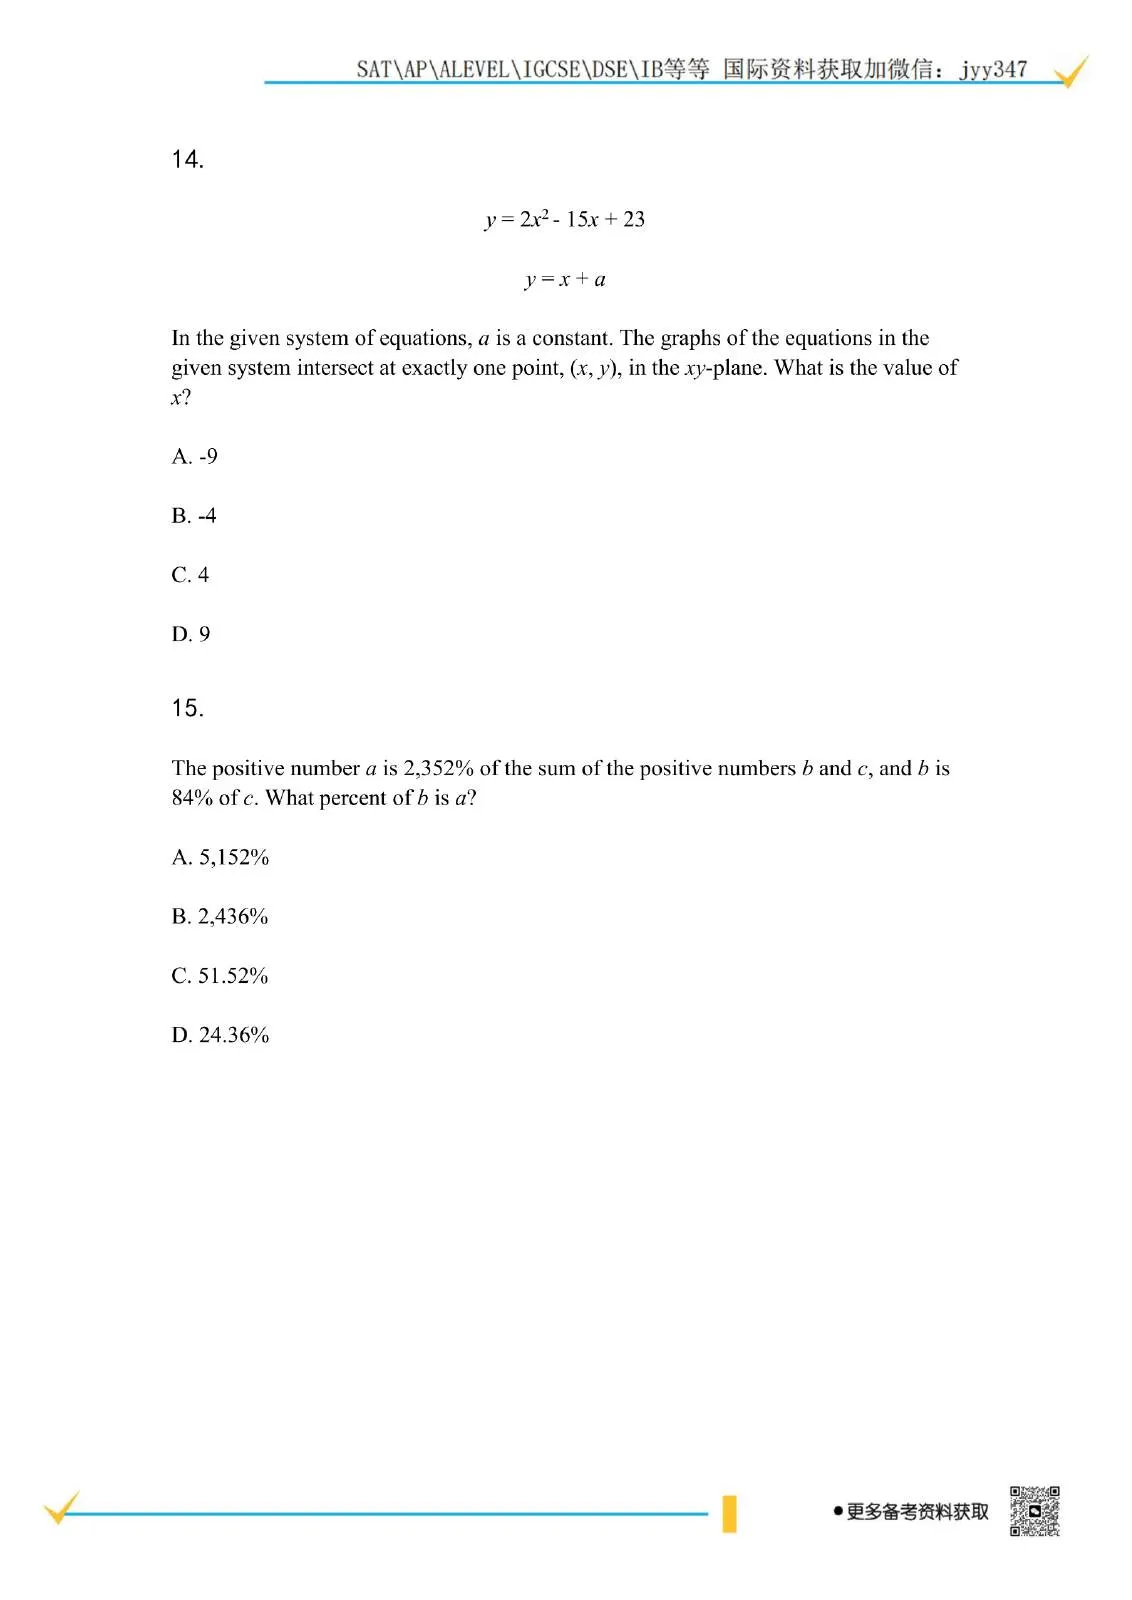 SAT\AP\ALEVEL\IGCSE\DSE\IB等等 国际资料获取加微信：jyy347
14.
y = 2x² - 15x + 23
y = x + a
In the given system of equations, a is a constant. The graphs of the equations in the
given system intersect at exactly one point, (x, y), in the xy-plane. What is the value of
x?
A. -9
B. -4
C. 4
D. 9
15.
The positive number a is 2,352% of the sum of the positive numbers b and c, and b is
84% of c. What percent of b is a?
A. 5,152%
B. 2,436%
C. 51.52%
D. 24.36%
●更多备考资料获取